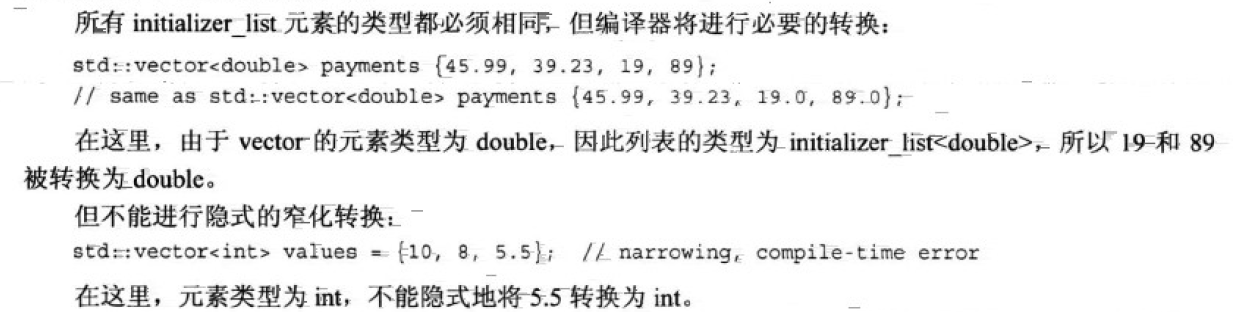 所有 initializer_list 元素的类型都必须相同，但编译器将进行必要的转换：
std::vector<double> payments {45.99, 39.23, 19, 89};
// same as std::vector<double> payments {45.99, 39.23, 19.0, 89.0};
在这里，由于 vector 的元素类型为 double，因此列表的类型为 initializer_list<double>，所以 19 和 89
被转换为 double。
但不能进行隐式的窄化转换：
std::vector<int> values = {10, 8, 5.5}; // narrowing, compile-time error
在这里，元素类型为 int，不能隐式地将 5.5 转换为 int。